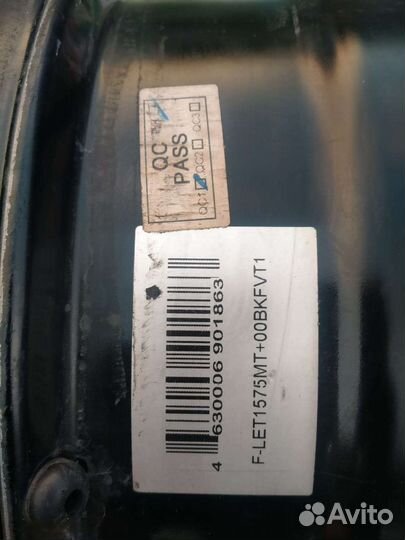 QC
PASS
QC1 QC2 QC3
4 630006 901863
F-LET1575MT+00BKFVT1
Avito